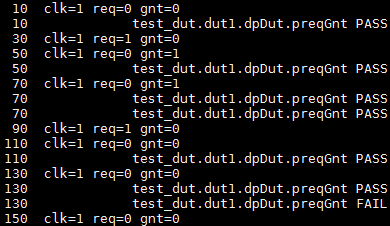 10 clk=1 req=0 gnt=0
10 test_dut.dut1.dpDut.preqGnt PASS
30 clk=1 req=1 gnt=0
50 clk=1 req=0 gnt=1
50 test_dut.dut1.dpDut.preqGnt PASS
70 clk=1 req=0 gnt=1
70 test_dut.dut1.dpDut.preqGnt PASS
70 test_dut.dut1.dpDut.preqGnt PASS
90 clk=1 req=1 gnt=0
110 clk=1 req=0 gnt=0
110 test_dut.dut1.dpDut.preqGnt PASS
130 clk=1 req=0 gnt=0
130 test_dut.dut1.dpDut.preqGnt PASS
130 test_dut.dut1.dpDut.preqGnt FAIL
150 clk=1 req=0 gnt=0